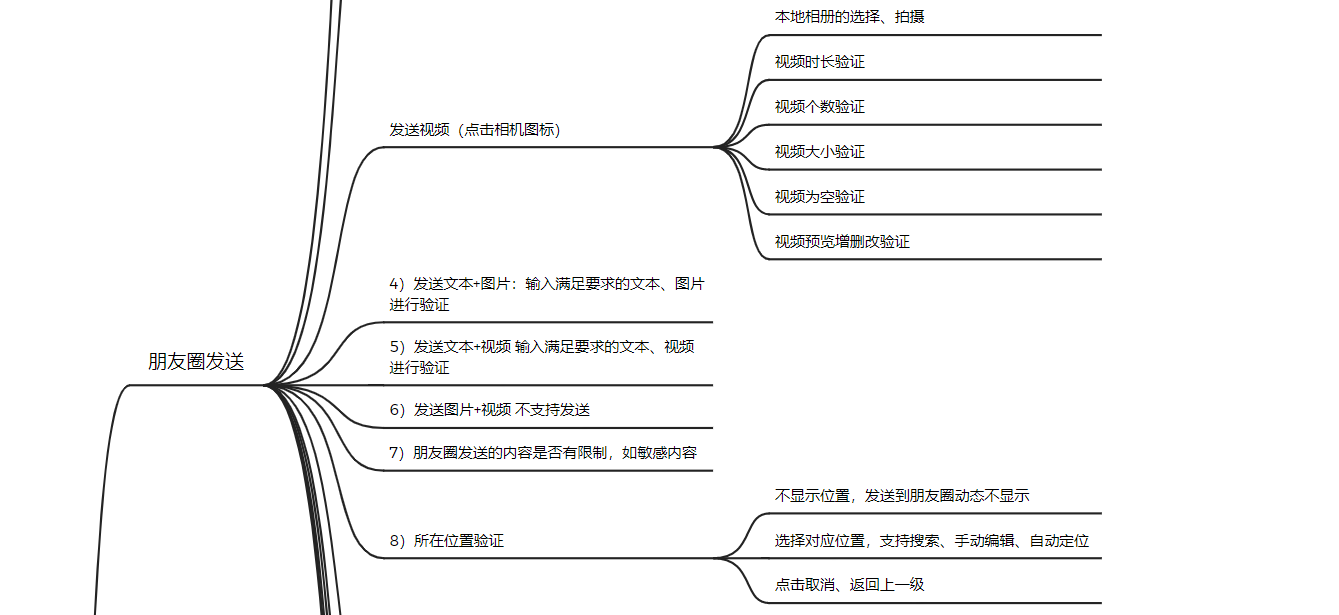 本地相册的选择、拍摄
视频时长验证
视频个数验证
发送视频（点击相机图标）
视频大小验证
视频为空验证
视频预览增删改验证
4）发送文本+图片：输入满足要求的文本、图片
进行验证
5）发送文本+视频 输入满足要求的文本、视频
进行验证
朋友圈发送
6）发送图片+视频 不支持发送
7）朋友圈发送的内容是否有限制，如敏感内容
不显示位置，发送到朋友圈动态不显示
8）所在位置验证
选择对应位置，支持搜索、手动编辑、自动定位
点击取消、返回上一级